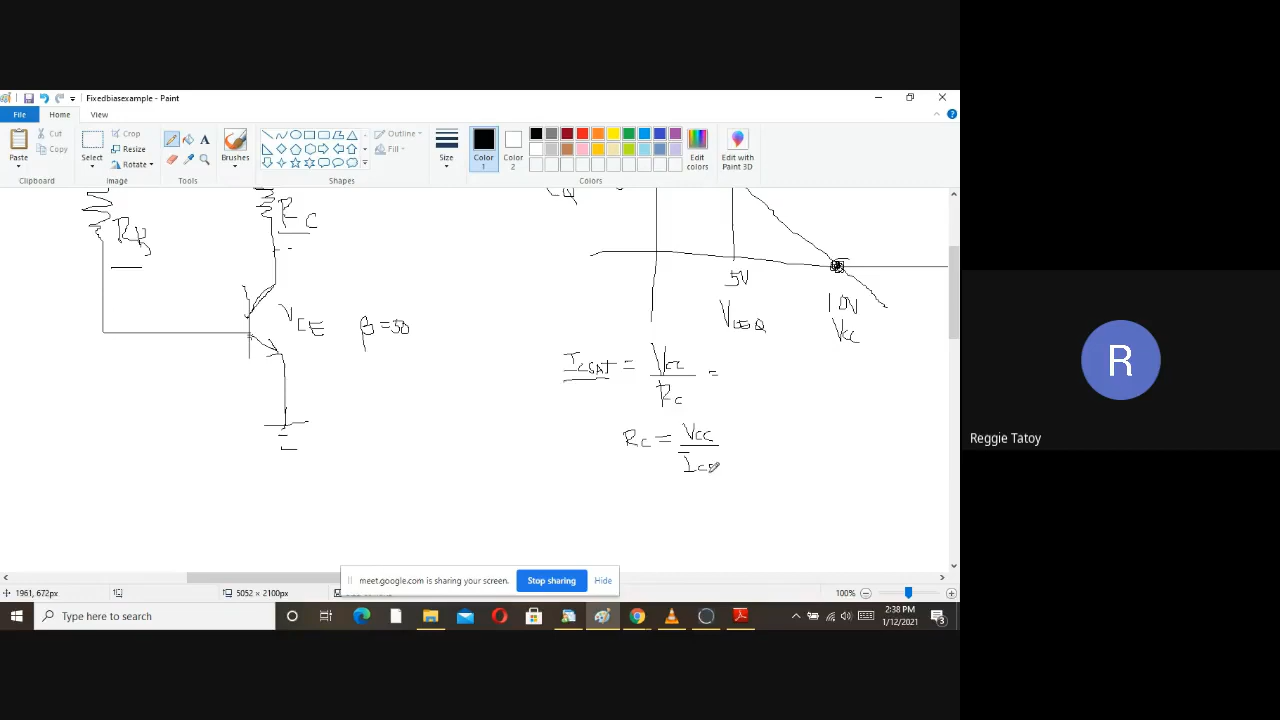 Fixedbiasexample - Paint
File Home View
Cut Copy Paste
Crop Resize Rotate Select
Brushes
Outline Fill
Size
Color 1
Color 2
Edit colors
Edit with Paint 3D
Clipboard Image Tools Shapes Colors
RB
RC
VCE β=50
5V
VCEQ
10V
VCC
ICSAT = VCC / RC =
RC = VCC
IC
meet.google.com is sharing your screen. Stop sharing Hide
1961, 672px 5052 × 2100px 100%
Type here to search
2:38 PM
1/12/2021
3
R
Reggie Tatoy